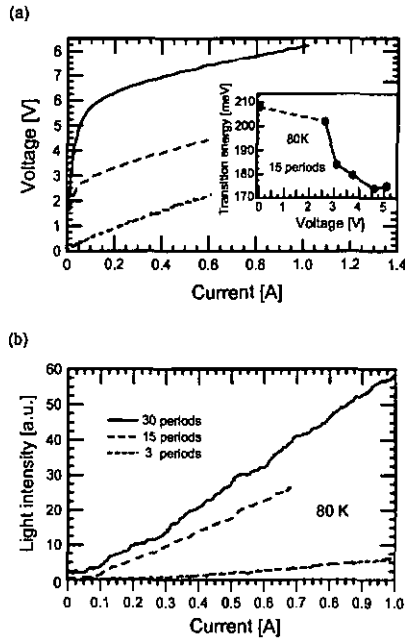 (a)
8
7
6
5
4
3
2
1
0
Voltage [V]
0 0.2 0.4 0.6 0.8 1 1.2 1.4
Current [A]
210
200
190
180
170
Transition energy [meV]
80K
15 periods
0 1 2 3 4 5
Voltage [V]
(b)
60
50
40
30
20
10
0
Light intensity [a.u.]
30 periods
15 periods
3 periods
80 K
0 0.1 0.2 0.3 0.4 0.5 0.6 0.7 0.8 0.9 1.0
Current [A]